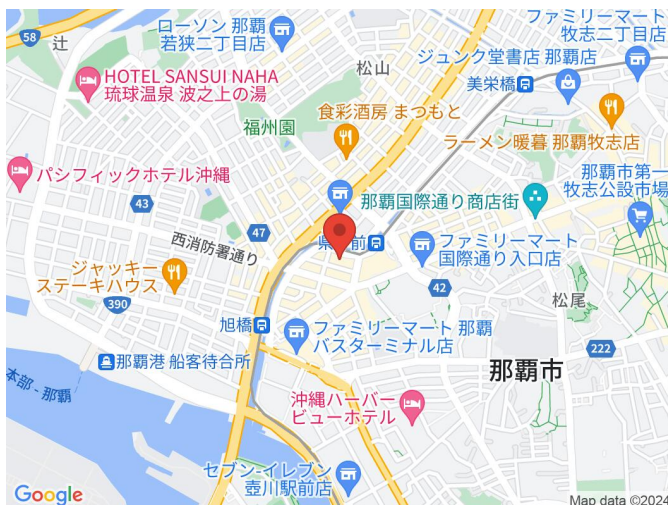 ファミリーマート
牧志二丁目店
ローソン 那覇
若狭二丁目店
58
辻
ジュンク堂書店 那覇店
松山
HOTEL SANSUI NAHA
琉球温泉 波之上の湯
美栄橋
食彩酒房 まつもと
福州園
ラーメン暖暮 那覇牧志店
パシフィックホテル沖縄
那覇市第一
牧志公設市場
43
那覇国際通り商店街
47
西消防署通り
県 前
ファミリーマート
国際通り入口店
ジャッキー
ステーキハウス
42
松尾
390
旭橋
ファミリーマート 那覇
バスターミナル店
222
那覇港 船客待合所
那覇市
本部 - 那覇
沖縄ハーバー
ビューホテル
セブン-イレブン
壺川駅前店
Google
Map data ©2024